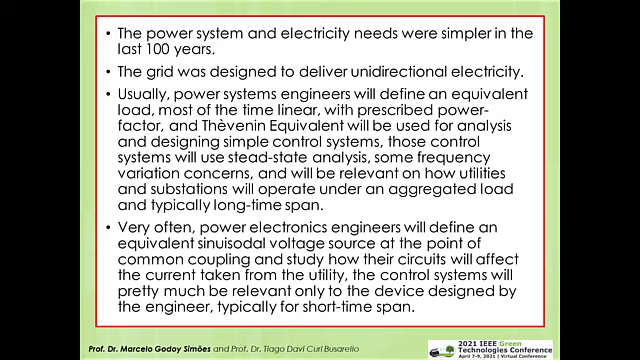 • The power system and electricity needs were simpler in the
last 100 years.
• The grid was designed to deliver unidirectional electricity.
• Usually, power systems engineers will define an equivalent
load, most of the time linear, with prescribed power-
factor, and Thèvenin Equivalent will be used for analysis
and designing simple control systems, those control
systems will use stead-state analysis, some frequency
variation concerns, and will be relevant on how utilities
and substations will operate under an aggregated load
and typically long-time span.
• Very often, power electronics engineers will define an
equivalent sinuisodal voltage source at the point of
common coupling and study how their circuits will affect
the current taken from the utility, the control systems will
pretty much be relevant only to the device designed by
the engineer, typically for short-time span.
Prof. Dr. Marcelo Godoy Simões and Prof. Dr. Tiago Davi Curi Busarello
2021 IEEE Green
Technologies Conference
April 7-9, 2021 | Virtual Conference